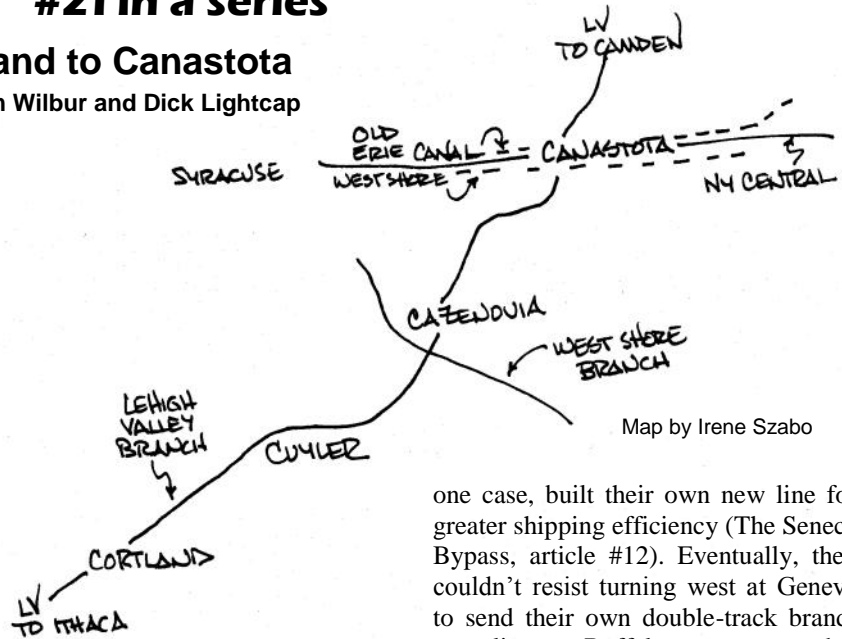 #21 in a series
and to Canastota
Wilbur and Dick Lightcap
LV
TO CAMDEN
OLD
ERIE CANAL
CANASTOTA
SYRACUSE
WEST SHORE
NY CENTRAL
CAZENOVIA
WEST SHORE
BRANCH
LEHIGH
VALLEY
BRANCH
CUYLER
Map by Irene Szabo
CORTLAND
LV
TO ITHACA
one case, built their own new line fo
greater shipping efficiency (The Senec
Bypass, article #12). Eventually, the
couldn't resist turning west at Genev
to send their own double-track brand